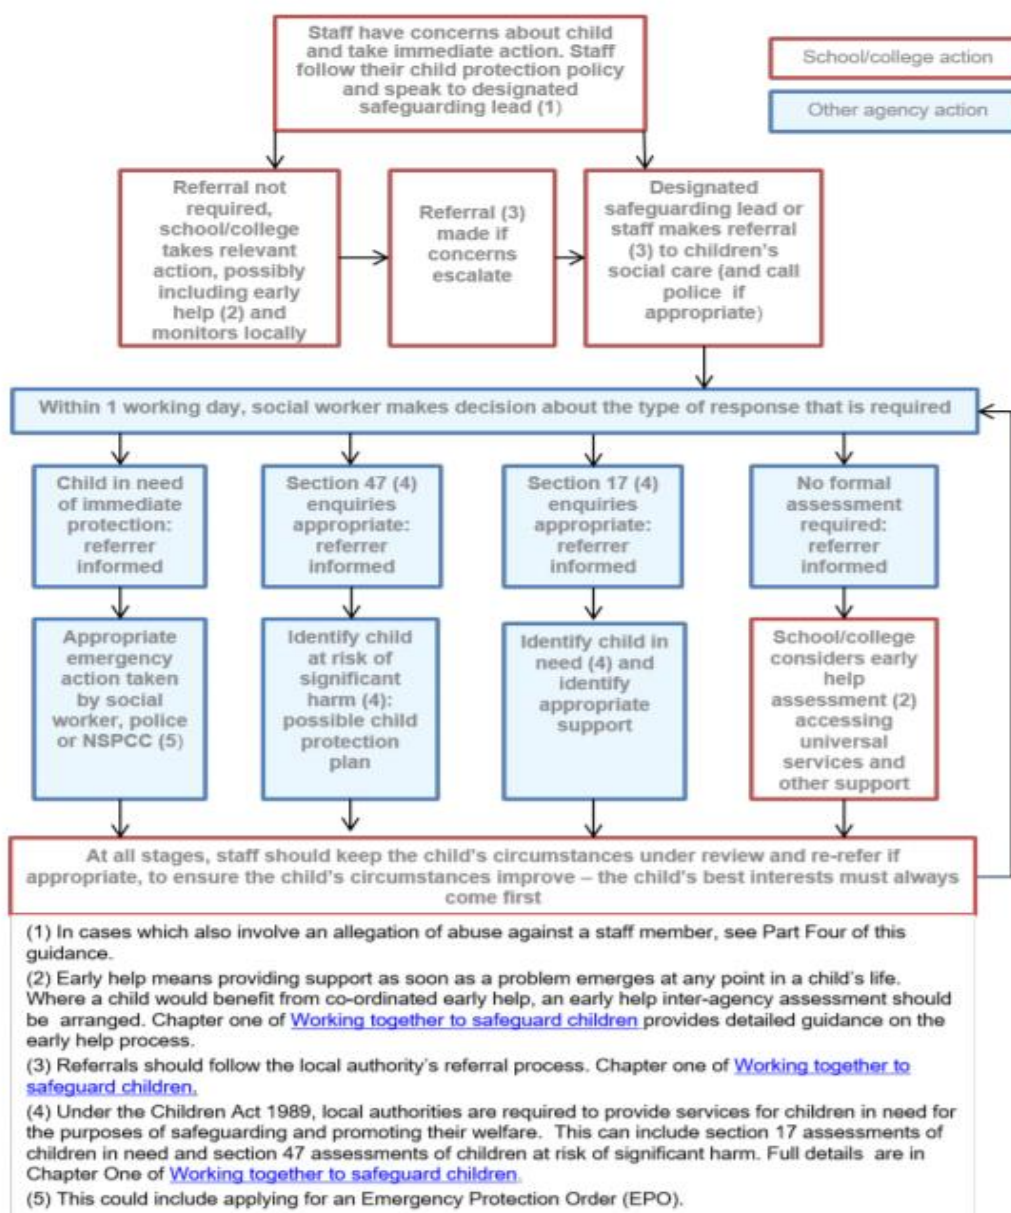 Staff have concerns about child
and take immediate action. Staff
follow their child protection policy
and speak to designated
safeguarding lead (1)
School/college action
Other agency action
Referral not
required,
school/college
takes relevant
action, possibly
including early
help (2) and
monitors locally
Referral (3)
made if
concerns
escalate
Designated
safeguarding lead or
staff makes referral
(3) to children's
social care (and call
police if
appropriate)
Within 1 working day, social worker makes decision about the type of response that is required
Child in need
of immediate
protection:
referrer
informed
Section 47 (4)
enquiries
appropriate:
referrer
informed
Section 17 (4)
enquiries
appropriate:
referrer
informed
No formal
assessment
required:
referrer
informed
Appropriate
emergency
action taken
by social
worker, police
or NSPCC (5)
Identify child
at risk of
significant
harm (4):
possible child
protection
plan
Identify child in
need (4) and
identify
appropriate
support
School/college
considers early
help
assessment (2)
accessing
universal
services and
other support
At all stages, staff should keep the child's circumstances under review and re-refer if
appropriate, to ensure the child's circumstances improve – the child's best interests must always
come first
(1) In cases which also involve an allegation of abuse against a staff member, see Part Four of this
guidance.
(2) Early help means providing support as soon as a problem emerges at any point in a child's life.
Where a child would benefit from co-ordinated early help, an early help inter-agency assessment should
be arranged. Chapter one of Working together to safeguard children provides detailed guidance on the
early help process.
(3) Referrals should follow the local authority's referral process. Chapter one of Working together to
safeguard children.
(4) Under the Children Act 1989, local authorities are required to provide services for children in need for
the purposes of safeguarding and promoting their welfare. This can include section 17 assessments of
children in need and section 47 assessments of children at risk of significant harm. Full details are in
Chapter One of Working together to safeguard children.
(5) This could include applying for an Emergency Protection Order (EPO).